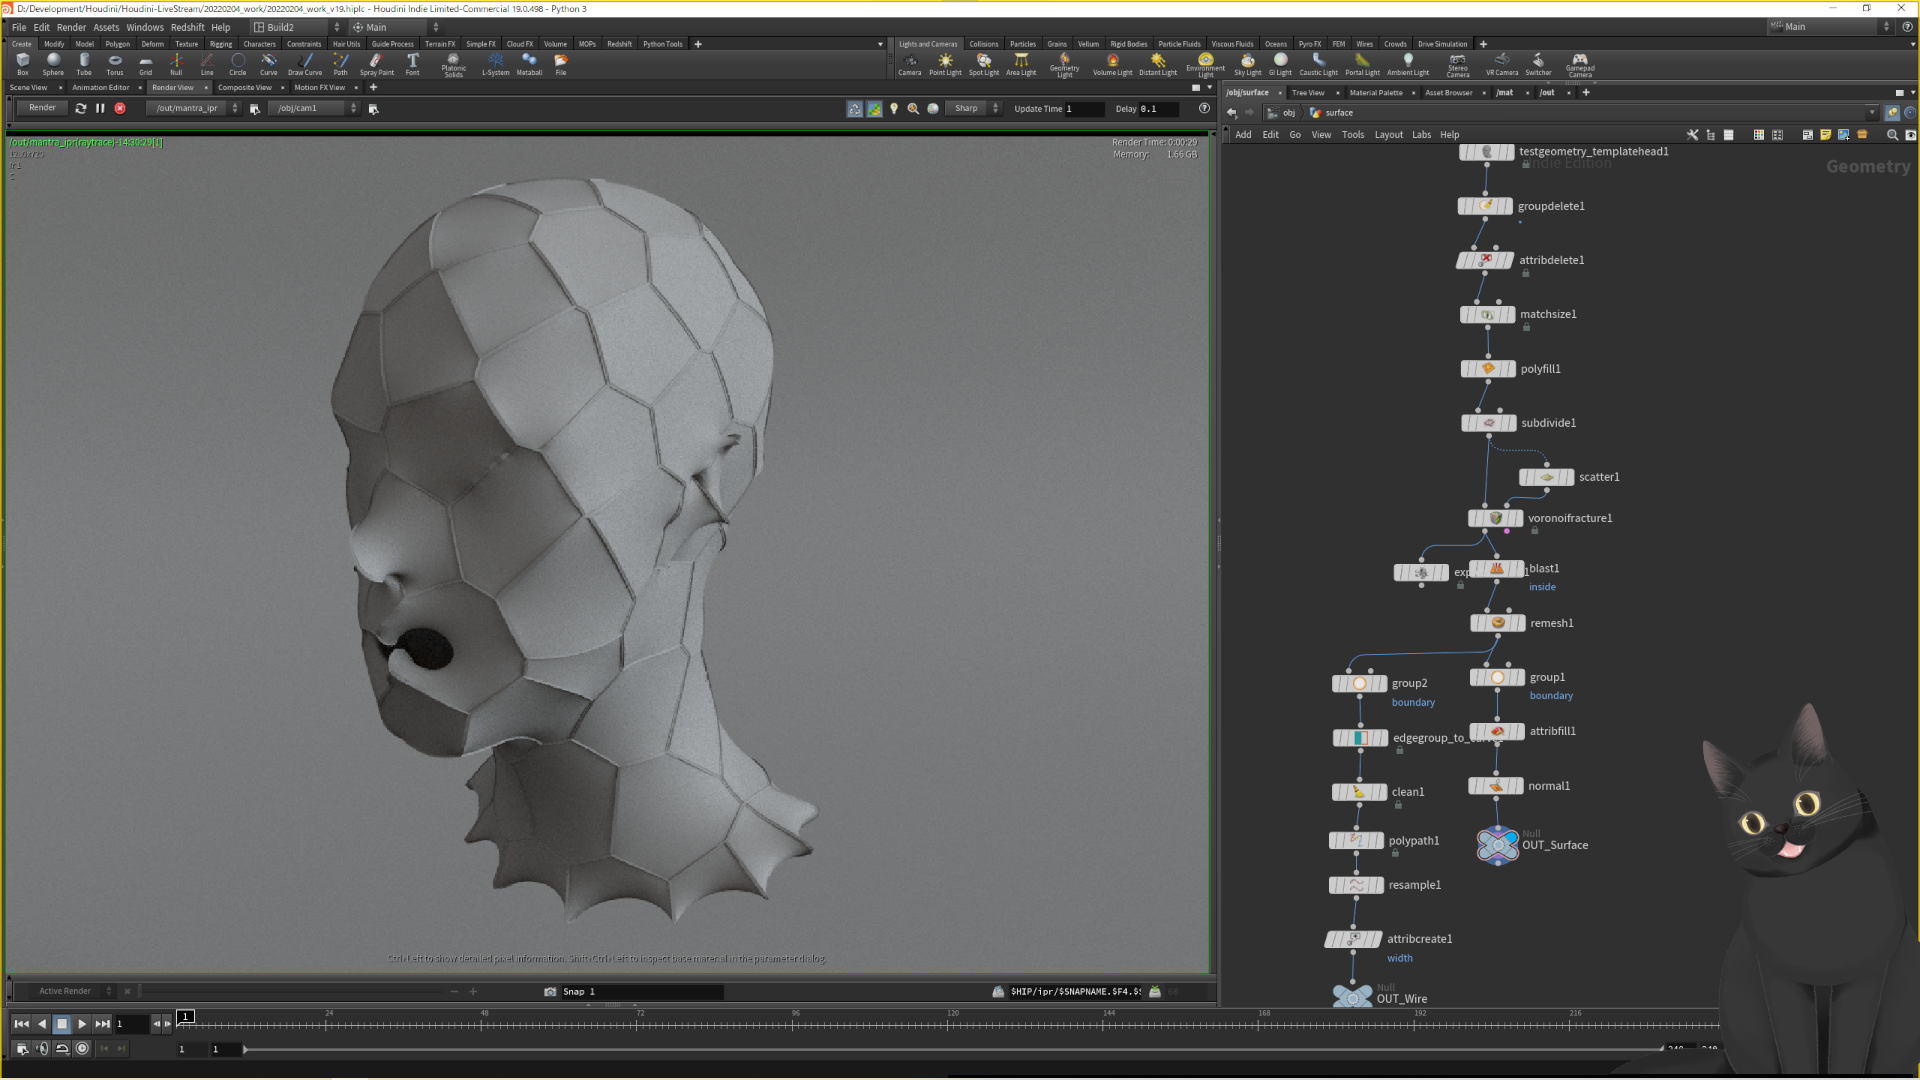 D:/Development/Houdini/Houdini-LiveStream/20220204_work/20220204_work_v19.hiplc - Houdini Indie Limited-Commercial 19.0.498 - Python 3
File Edit Render Assets Windows Redshift Help Build2 Main Main
Create Modify Model Polygon Deform Texture Rigging Characters Constraints Hair Utils Guide Process Terrain FX Simple FX Cloud FX Volume MOPs Redshift Python Tools
Lights and Cameras Collisions Particles Grains Vellum Rigid Bodies Particle Fluids Viscous Fluids Oceans Pyro FX FEM Wires Crowds Drive Simulation
Box Sphere Tube Torus Grid Null Line Circle Curve Draw Curve Path Spray Paint Font Platonic Solids L-System Metaball File
Camera Point Light Spot Light Area Light Geometry Light Volume Light Distant Light Environment Light Sky Light GI Light Caustic Light Portal Light Ambient Light Stereo Camera VR Camera Switcher Gamepad Camera
Scene View Animation Editor Render View Composite View Motion FX View
/obj/surface Tree View Material Palette Asset Browser /mat /out
Render /out/mantra_ipr /obj/cam1 Sharp Update Time 1 Delay 0.1
obj surface
Add Edit Go View Tools Layout Labs Help
/out/mantra_ipr(raytrace)-14:30:29[1]
fr 1
C
Render Time: 0:00:29
Memory: 1.66 GB
Indie Edition
Geometry
testgeometry_templatehead1
groupdelete1
attribdelete1
matchsize1
polyfill1
subdivide1
scatter1
voronoifracture1
exp
1
blast1
inside
remesh1
group2
boundary
group1
boundary
edgegroup_to_
attribfill1
clean1
normal1
polypath1
Null
OUT_Surface
resample1
attribcreate1
width
Null
OUT_Wire
Ctrl+Left to show detailed pixel information. Shift+Ctrl+Left to inspect base material in the parameter dialog.
Active Render Snap 1 $HIP/ipr/$SNAPNAME.$F4.$
1 1 24 48 72 96 120 144 168 192 216
1 1